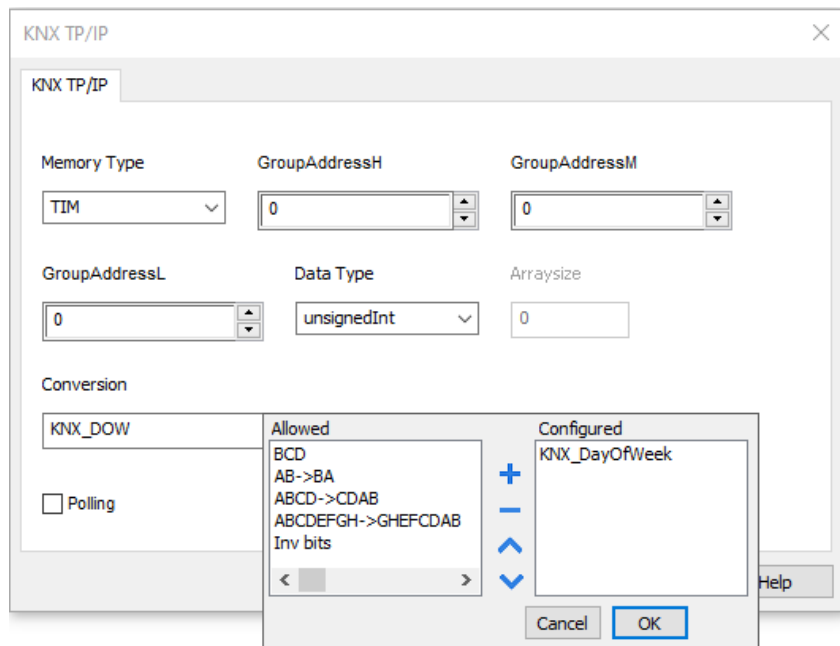 KNX TP/IP
KNX TP/IP
Memory Type GroupAddressH GroupAddressM
TIM 0 0
GroupAddressL Data Type Arraysize
0 unsignedInt 0
Conversion
KNX_DOW
Allowed Configured
BCD KNX_DayOfWeek
AB->BA
ABCD->CDAB
ABCDEFGH->GHEFCDAB
Inv bits
Polling
Help
Cancel OK